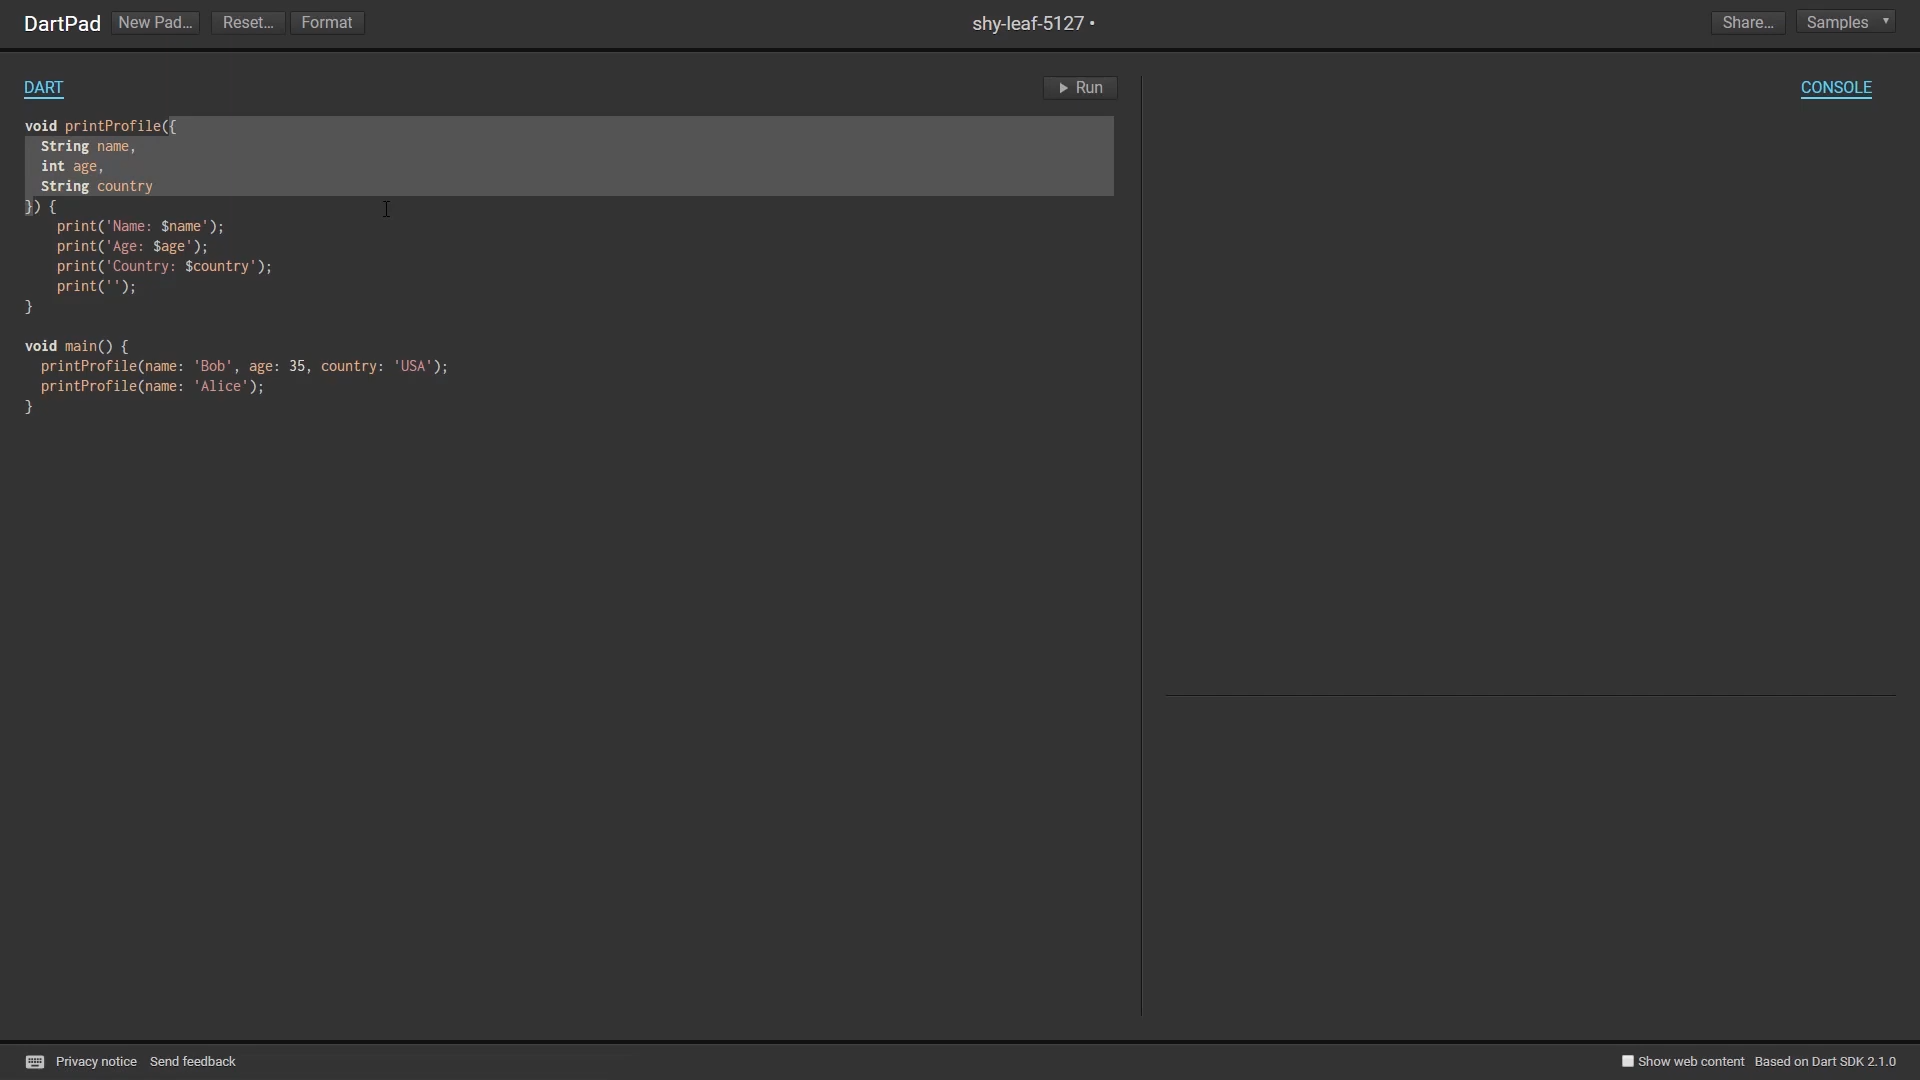 DartPad New Pad... Reset... Format shy-leaf-5127 • Share... Samples
DART Run CONSOLE
void printProfile({
  String name,
  int age,
  String country
}) {
    print('Name: $name');
    print('Age: $age');
    print('Country: $country');
    print('');
}
void main() {
  printProfile(name: 'Bob', age: 35, country: 'USA');
  printProfile(name: 'Alice');
}
Privacy notice Send feedback Show web content Based on Dart SDK 2.1.0